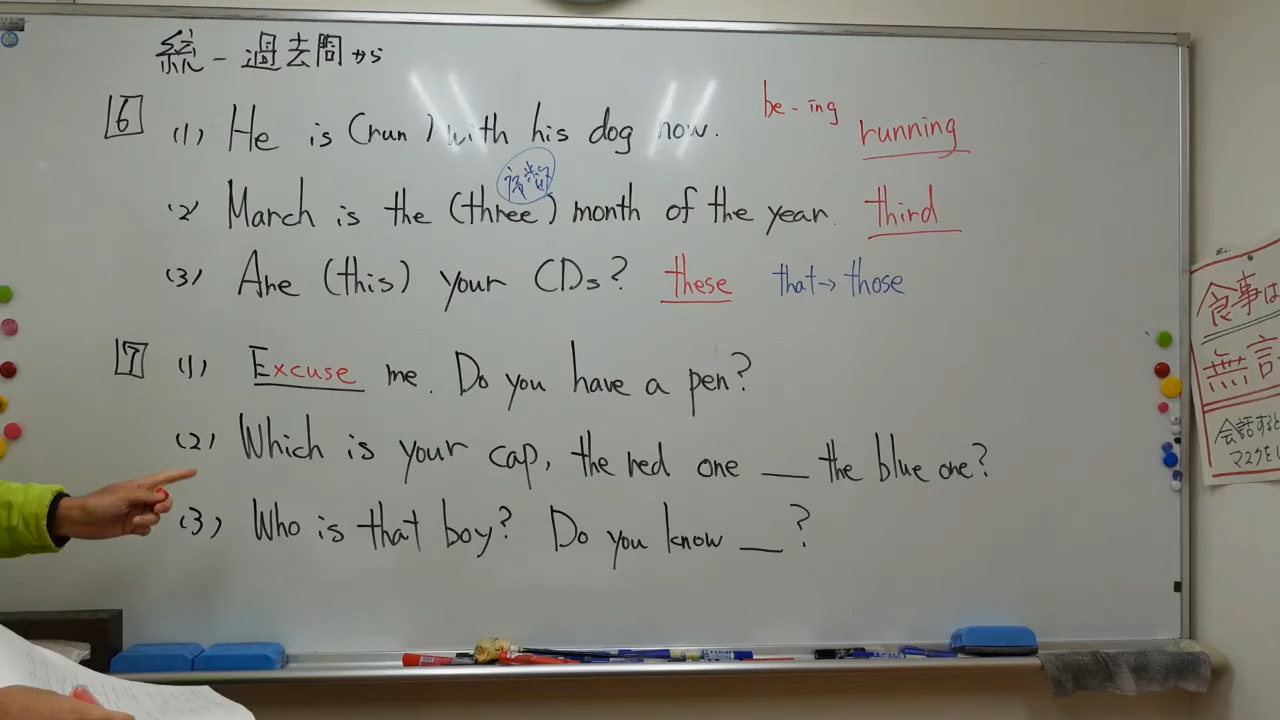 統一過去問から
6 (1) He is (run) with his dog now. be-ing running
複数
(2) March is the (three) month of the year. third
(3) Are (this) your CDs? these that→those
7 (1) Excuse me. Do you have a pen?
(2) Which is your cap, the red one __ the blue one?
(3) Who is that boy? Do you know __?
食事は
無言
会話すると
マスクをし